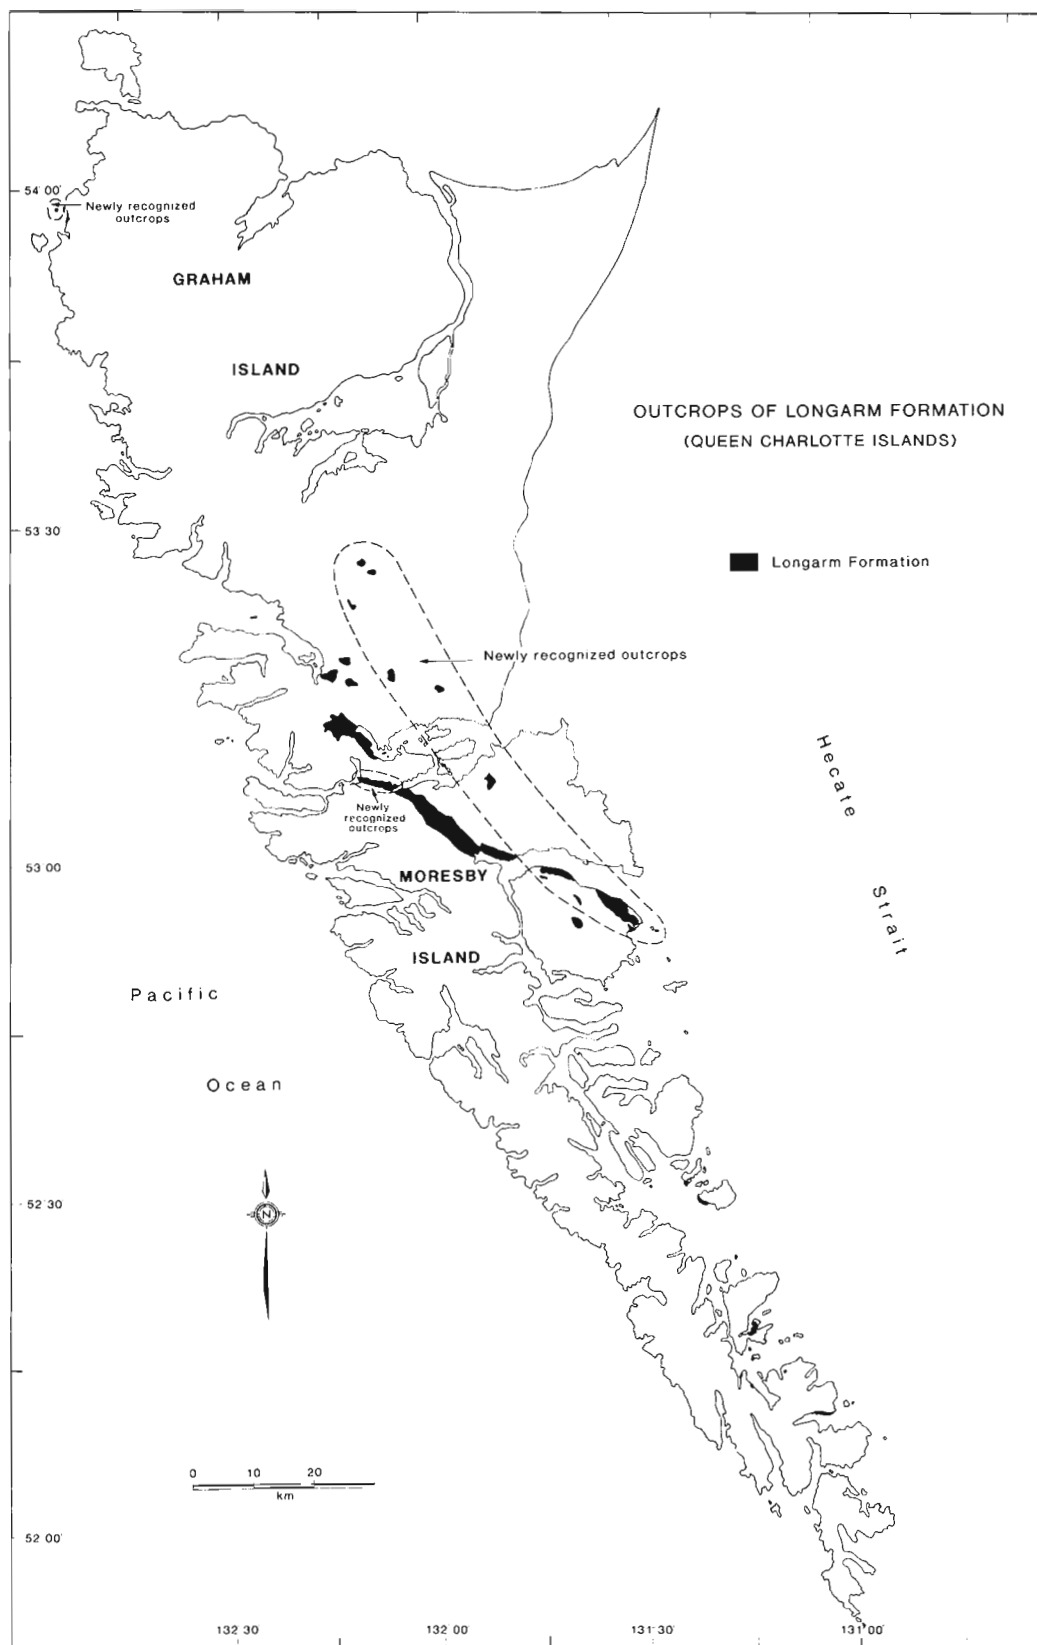 54 00'
Newly recognized
outcrops
GRAHAM
ISLAND
OUTCROPS OF LONGARM FORMATION
(QUEEN CHARLOTTE ISLANDS)
53 30'
Longarm Formation
Newly recognized outcrops
Hecate
Strait
Newly
recognized
outcrops
53 00'
MORESBY
ISLAND
Pacific
Ocean
52 30'
N
0 10 20
km
52 00'
132 30' 132 00' 131 30' 131 00'